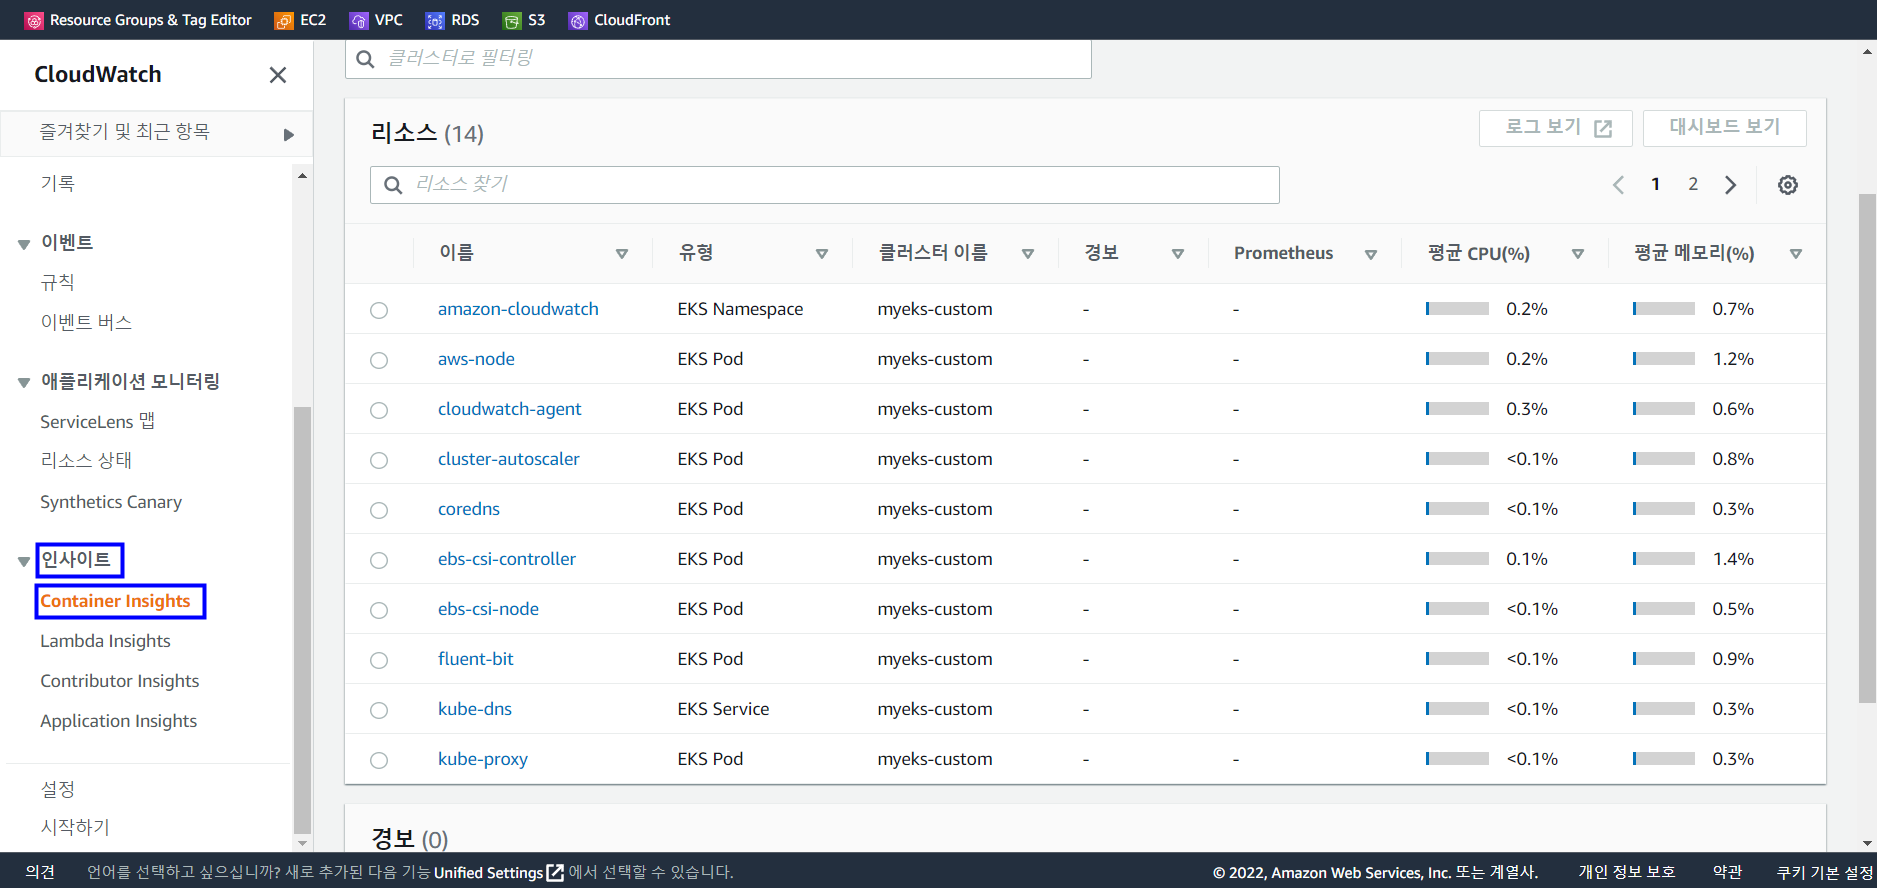 Resource Groups & Tag Editor EC2 VPC RDS S3 CloudFront
CloudWatch
즐겨찾기 및 최근 항목
기록
이벤트
규칙
이벤트 버스
애플리케이션 모니터링
ServiceLens 맵
리소스 상태
Synthetics Canary
인사이트
Container Insights
Lambda Insights
Contributor Insights
Application Insights
설정
시작하기
클러스터로 필터링
리소스 (14)
로그 보기 대시보드 보기
리소스 찾기
1 2
이름 유형 클러스터 이름 경보 Prometheus 평균 CPU(%) 평균 메모리(%)
amazon-cloudwatch EKS Namespace myeks-custom - - 0.2% 0.7%
aws-node EKS Pod myeks-custom - - 0.2% 1.2%
cloudwatch-agent EKS Pod myeks-custom - - 0.3% 0.6%
cluster-autoscaler EKS Pod myeks-custom - - <0.1% 0.8%
coredns EKS Pod myeks-custom - - <0.1% 0.3%
ebs-csi-controller EKS Pod myeks-custom - - 0.1% 1.4%
ebs-csi-node EKS Pod myeks-custom - - <0.1% 0.5%
fluent-bit EKS Pod myeks-custom - - <0.1% 0.9%
kube-dns EKS Service myeks-custom - - <0.1% 0.3%
kube-proxy EKS Pod myeks-custom - - <0.1% 0.3%
경보 (0)
의견 언어를 선택하고 싶으십니까? 새로 추가된 다음 기능 Unified Settings 에서 선택할 수 있습니다. © 2022, Amazon Web Services, Inc. 또는 계열사. 개인 정보 보호 약관 쿠키 기본 설정